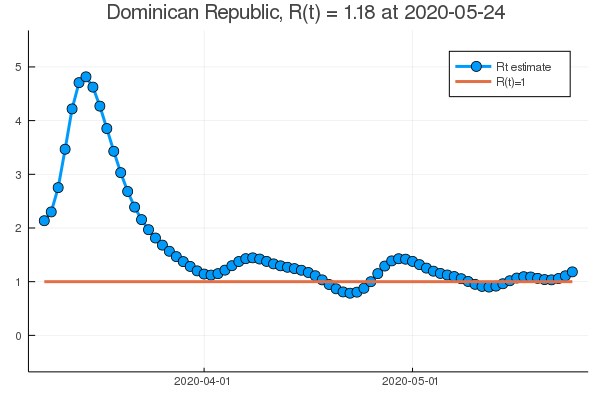 Dominican Republic, R(t) = 1.18 at 2020-05-24
Rt estimate
R(t)=1
5
4
3
2
1
0
2020-04-01
2020-05-01